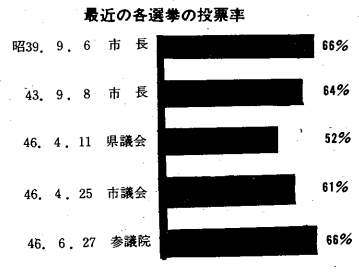 最近の各選挙の投票率
昭39. 9. 6 市長 66%
43. 9. 8 市長 64%
46. 4. 11 県議会 52%
46. 4. 25 市議会 61%
46. 6. 27 参議院 66%